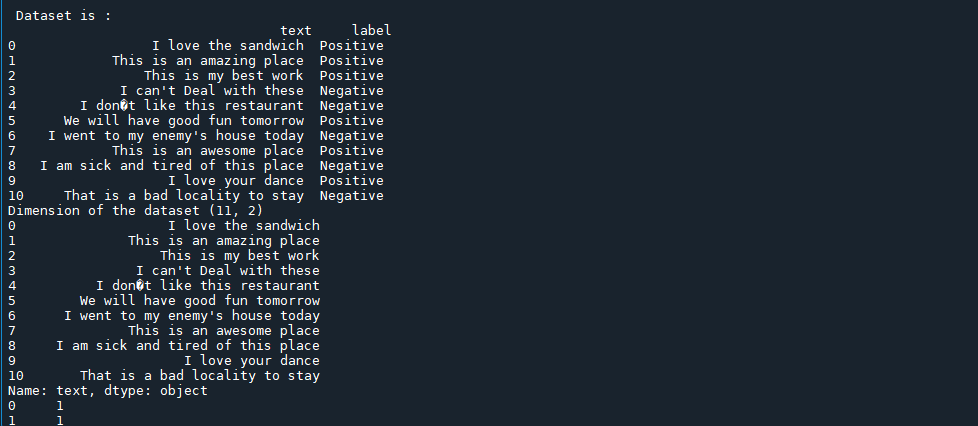 Dataset is :
text label
0 I love the sandwich Positive
1 This is an amazing place Positive
2 This is my best work Positive
3 I can't Deal with these Negative
4 I don�t like this restaurant Negative
5 We will have good fun tomorrow Positive
6 I went to my enemy's house today Negative
7 This is an awesome place Positive
8 I am sick and tired of this place Negative
9 I love your dance Positive
10 That is a bad locality to stay Negative
Dimension of the dataset (11, 2)
0 I love the sandwich
1 This is an amazing place
2 This is my best work
3 I can't Deal with these
4 I don�t like this restaurant
5 We will have good fun tomorrow
6 I went to my enemy's house today
7 This is an awesome place
8 I am sick and tired of this place
9 I love your dance
10 That is a bad locality to stay
Name: text, dtype: object
0 1
1 1